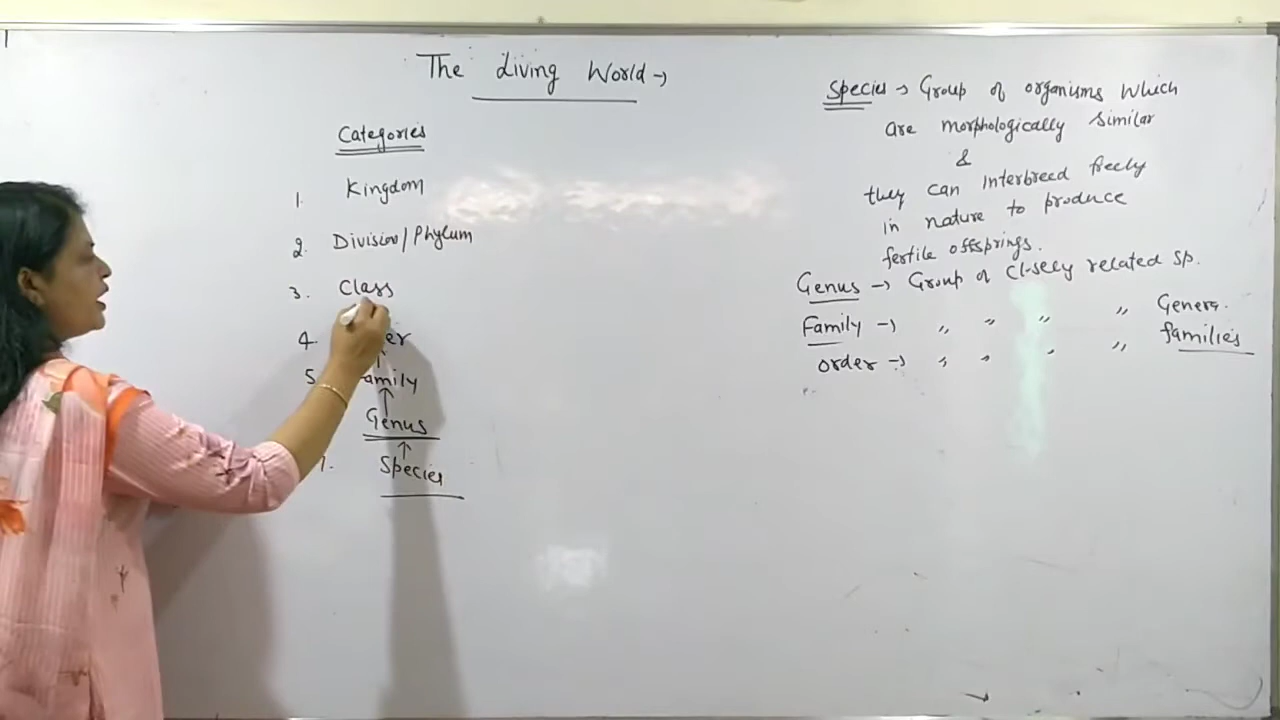 The Living World →
Categories
1. Kingdom
2. Division/Phylum
3. Class
4. er
5. amily
Genus
7. Species
Species → Group of organisms which
are morphologically similar
&
they can interbreed freely
in nature to produce
fertile offsprings.
Genus → Group of Closely related sp.
Family → " " " " Genera.
order → " " " " families